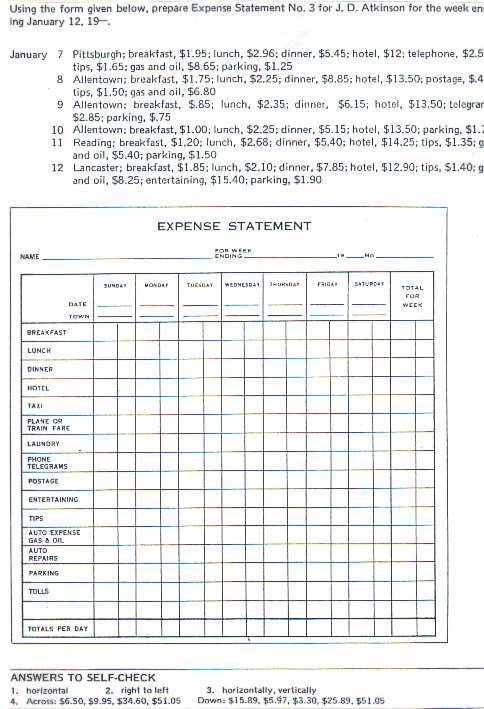 Using the form given below, prepare Expense Statement No. 3 for J. D. Atkinson for the week en
ing January 12, 19—.
January 7 Pittsburgh; breakfast, $1.95; lunch, $2.96; dinner, $5.45; hotel, $12; telephone, $2.5
tips, $1.65; gas and oil, $8.65; parking, $1.25
8 Allentown; breakfast, $1.75; lunch, $2.25; dinner, $8.85; hotel, $13.50; postage, $.4
tips, $1.50; gas and oil, $6.80
9 Allentown; breakfast, $.85; lunch, $2.35; dinner, $6.15; hotel, $13.50; telegram
$2.85; parking, $.75
10 Allentown; breakfast, $1.00; lunch, $2.25; dinner, $5.15; hotel, $13.50; parking, $1.
11 Reading; breakfast, $1.20; lunch, $2.68; dinner, $5.40; hotel, $14.25; tips, $1.35; g
and oil, $5.40; parking, $1.50
12 Lancaster; breakfast, $1.85; lunch, $2.10; dinner, $7.85; hotel, $12.90; tips, $1.40; g
and oil, $8.25; entertaining, $15.40; parking, $1.90
EXPENSE STATEMENT
NAME FOR WEEK ENDING 19 No.
SUNDAY MONDAY TUESDAY WEDNESDAY THURSDAY FRIDAY SATURDAY TOTAL FOR WEEK
DATE
TOWN
BREAKFAST
LUNCH
DINNER
HOTEL
TAXI
PLANE OR
TRAIN FARE
LAUNDRY
PHONE
TELEGRAMS
POSTAGE
ENTERTAINING
TIPS
AUTO EXPENSE
GAS & OIL
AUTO
REPAIRS
PARKING
TOLLS
TOTALS PER DAY
ANSWERS TO SELF-CHECK
1. horizontal 2. right to left 3. horizontally, vertically
4. Across: $6.50, $9.95, $34.60, $51.05 Down: $15.89, $5.97, $3.30, $25.89, $51.05